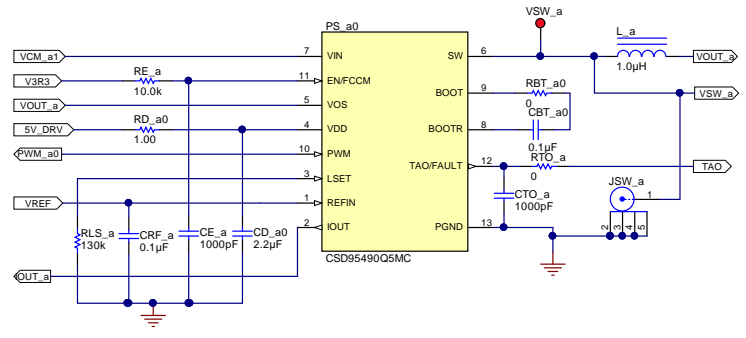 VSW_a
PS_a0
L_a
VCM_a1
7
VIN
SW
6
VOUT_a
1.0µH
RE_a
V3R3
11
EN/FCCM
10.0k
RBT_a0
VOUT_a
5
VOS
BOOT
9
VSW_a
0
RD_a0
CBT_a0
5V_DRV
4
VDD
BOOTR
8
1.00
0.1µF
PWM_a0
10
PWM
RTO_a
TAO/FAULT
12
TAO
0
3
LSET
JSW_a
CTO_a
1
VREF
1
REFIN
1000pF
2
IOUT
PGND
13
RLS_a
CRF_a
CE_a
CD_a0
130k
0.1µF
1000pF
2.2µF
2
3
4
5
CSD95490Q5MC
IOUT_a